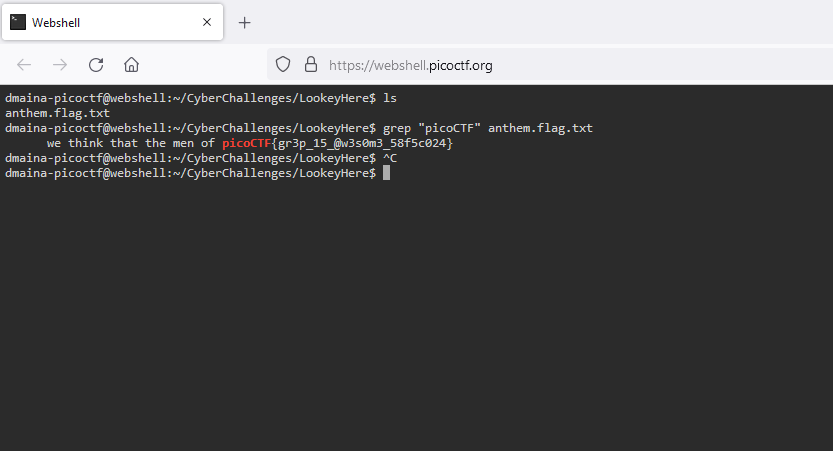 Webshell
https://webshell.picoctf.org
dmaina-picoctf@webshell:~/CyberChallenges/LookeyHere$ ls
anthem.flag.txt
dmaina-picoctf@webshell:~/CyberChallenges/LookeyHere$ grep "picoCTF" anthem.flag.txt
      we think that the men of picoCTF{gr3p_15_@w3s0m3_58f5c024}
dmaina-picoctf@webshell:~/CyberChallenges/LookeyHere$ ^C
dmaina-picoctf@webshell:~/CyberChallenges/LookeyHere$